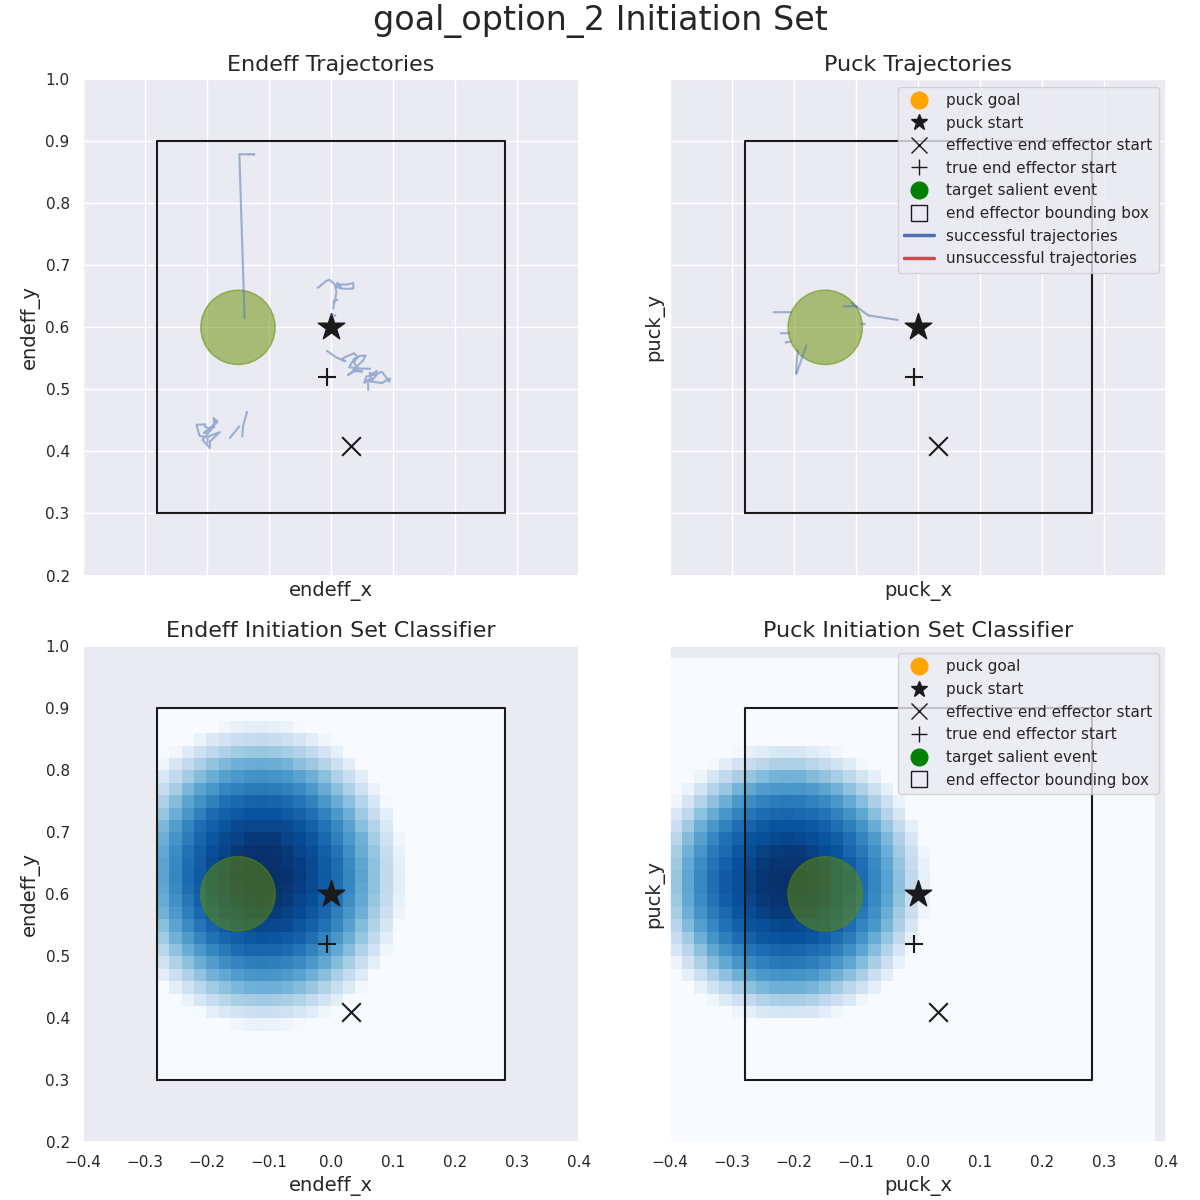 goal_option_2 Initiation Set
Endeff Trajectories
1.0
0.9
0.8
0.7
0.6
0.5
0.4
0.3
0.2
endeff_y
endeff_x
Puck Trajectories
puck goal
puck start
effective end effector start
true end effector start
target salient event
end effector bounding box
successful trajectories
unsuccessful trajectories
puck_y
puck_x
Endeff Initiation Set Classifier
1.0
0.9
0.8
0.7
0.6
0.5
0.4
0.3
0.2
endeff_y
−0.4 −0.3 −0.2 −0.1 0.0 0.1 0.2 0.3 0.4
endeff_x
Puck Initiation Set Classifier
puck goal
puck start
effective end effector start
true end effector start
target salient event
end effector bounding box
puck_y
−0.4 −0.3 −0.2 −0.1 0.0 0.1 0.2 0.3 0.4
puck_x